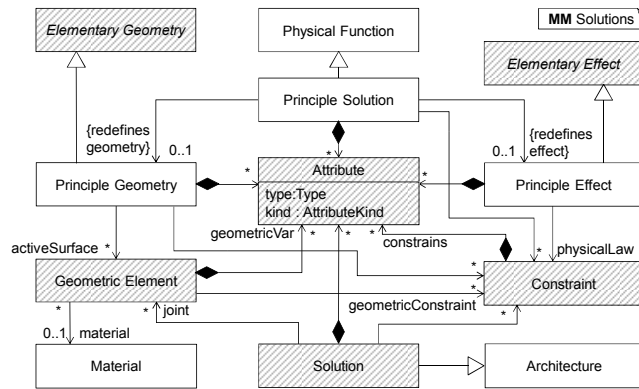 Elementary Geometry
Physical Function
MM Solutions
Elementary Effect
Principle Solution
{redefines
geometry}
0..1
{redefines
effect}
0..1
*
Principle Geometry
*
Attribute
*
Principle Effect
type:Type
kind : AttributeKind
geometricVar
*
*
*
constrains
activeSurface
*
*
physicalLaw
Geometric Element
*
*
Constraint
geometricConstraint
*
0..1
material
*
joint
*
Material
Solution
Architecture